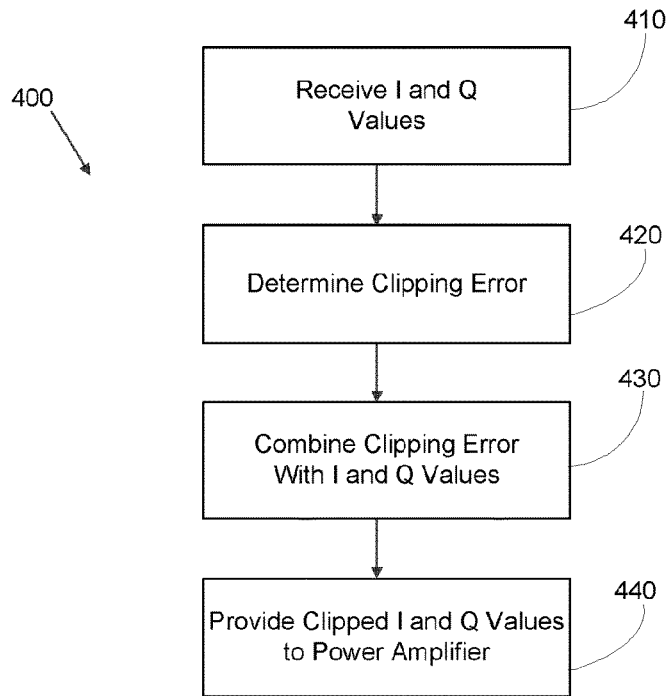 410
Receive I and Q
Values
400
420
Determine Clipping Error
430
Combine Clipping Error
With I and Q Values
440
Provide Clipped I and Q Values
to Power Amplifier